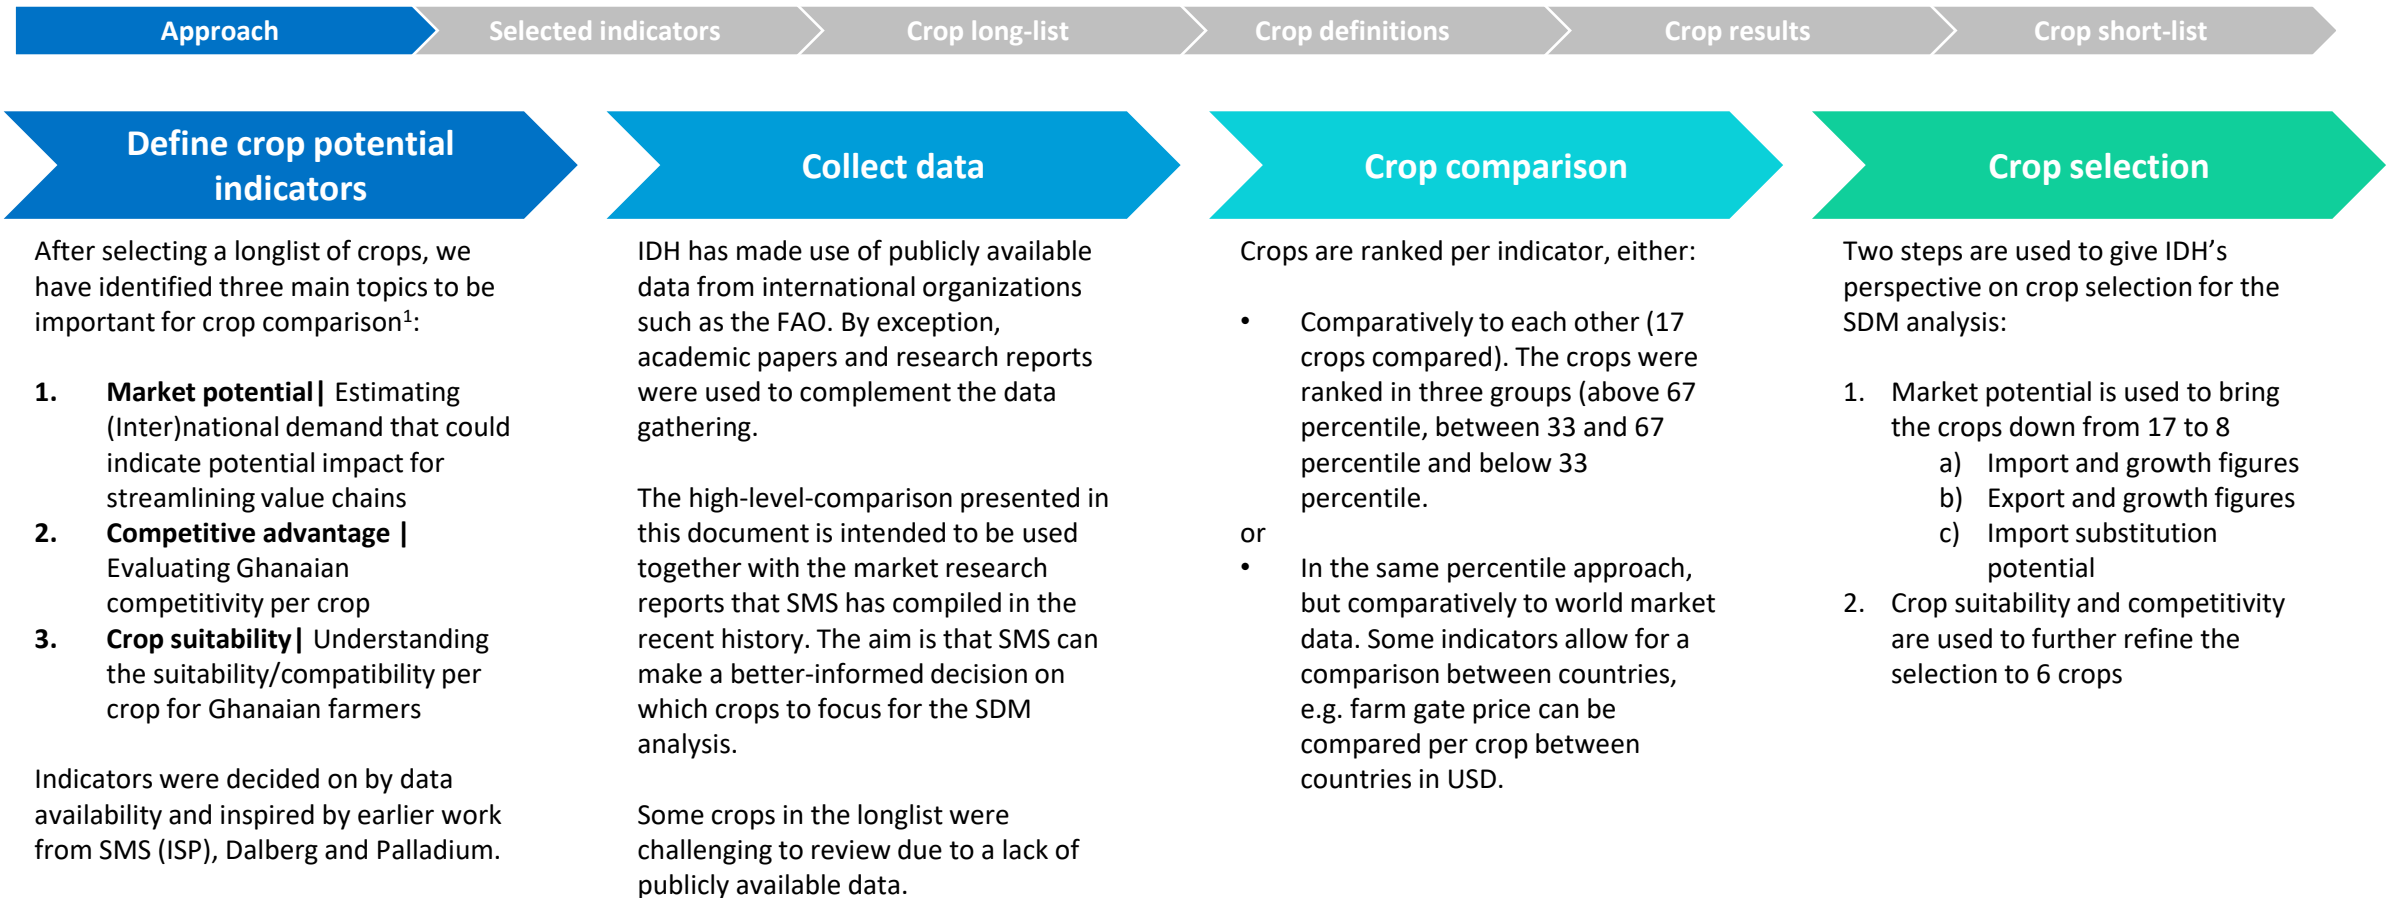 Approach
Selected indicators
Crop long-list
Crop definitions
Crop results
Crop short-list
Define crop potential
indicators
After selecting a longlist of crops, we
have identified three main topics to be
important for crop comparison¹:
1. Market potential| Estimating
(Inter)national demand that could
indicate potential impact for
streamlining value chains
2. Competitive advantage |
Evaluating Ghanaian
competitivity per crop
3. Crop suitability| Understanding
the suitability/compatibility per
crop for Ghanaian farmers
Indicators were decided on by data
availability and inspired by earlier work
from SMS (ISP), Dalberg and Palladium.
Collect data
IDH has made use of publicly available
data from international organizations
such as the FAO. By exception,
academic papers and research reports
were used to complement the data
gathering.
The high-level-comparison presented in
this document is intended to be used
together with the market research
reports that SMS has compiled in the
recent history. The aim is that SMS can
make a better-informed decision on
which crops to focus for the SDM
analysis.
Some crops in the longlist were
challenging to review due to a lack of
publicly available data.
Crop comparison
Crops are ranked per indicator, either:
• Comparatively to each other (17
crops compared). The crops were
ranked in three groups (above 67
percentile, between 33 and 67
percentile and below 33
percentile.
or
• In the same percentile approach,
but comparatively to world market
data. Some indicators allow for a
comparison between countries,
e.g. farm gate price can be
compared per crop between
countries in USD.
Crop selection
Two steps are used to give IDH’s
perspective on crop selection for the
SDM analysis:
1. Market potential is used to bring
the crops down from 17 to 8
a) Import and growth figures
b) Export and growth figures
c) Import substitution
potential
2. Crop suitability and competitivity
are used to further refine the
selection to 6 crops